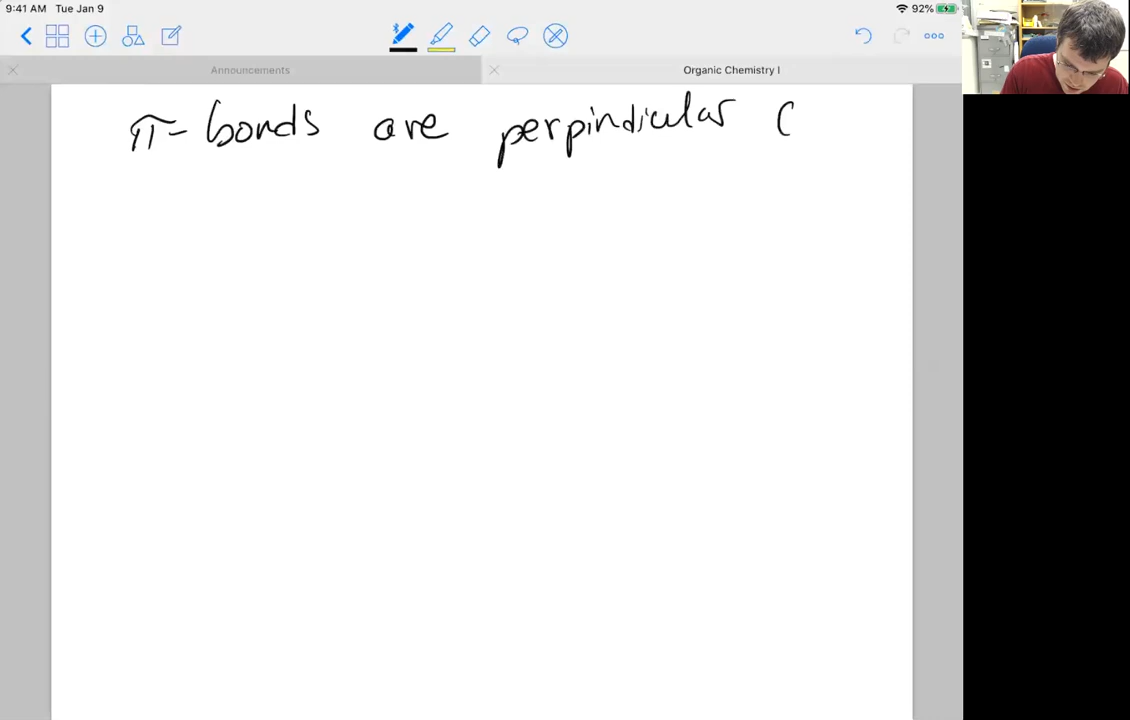 9:41 AM Tue Jan 9
92%
Announcements
Organic Chemistry I
π- bonds are perpindicular (